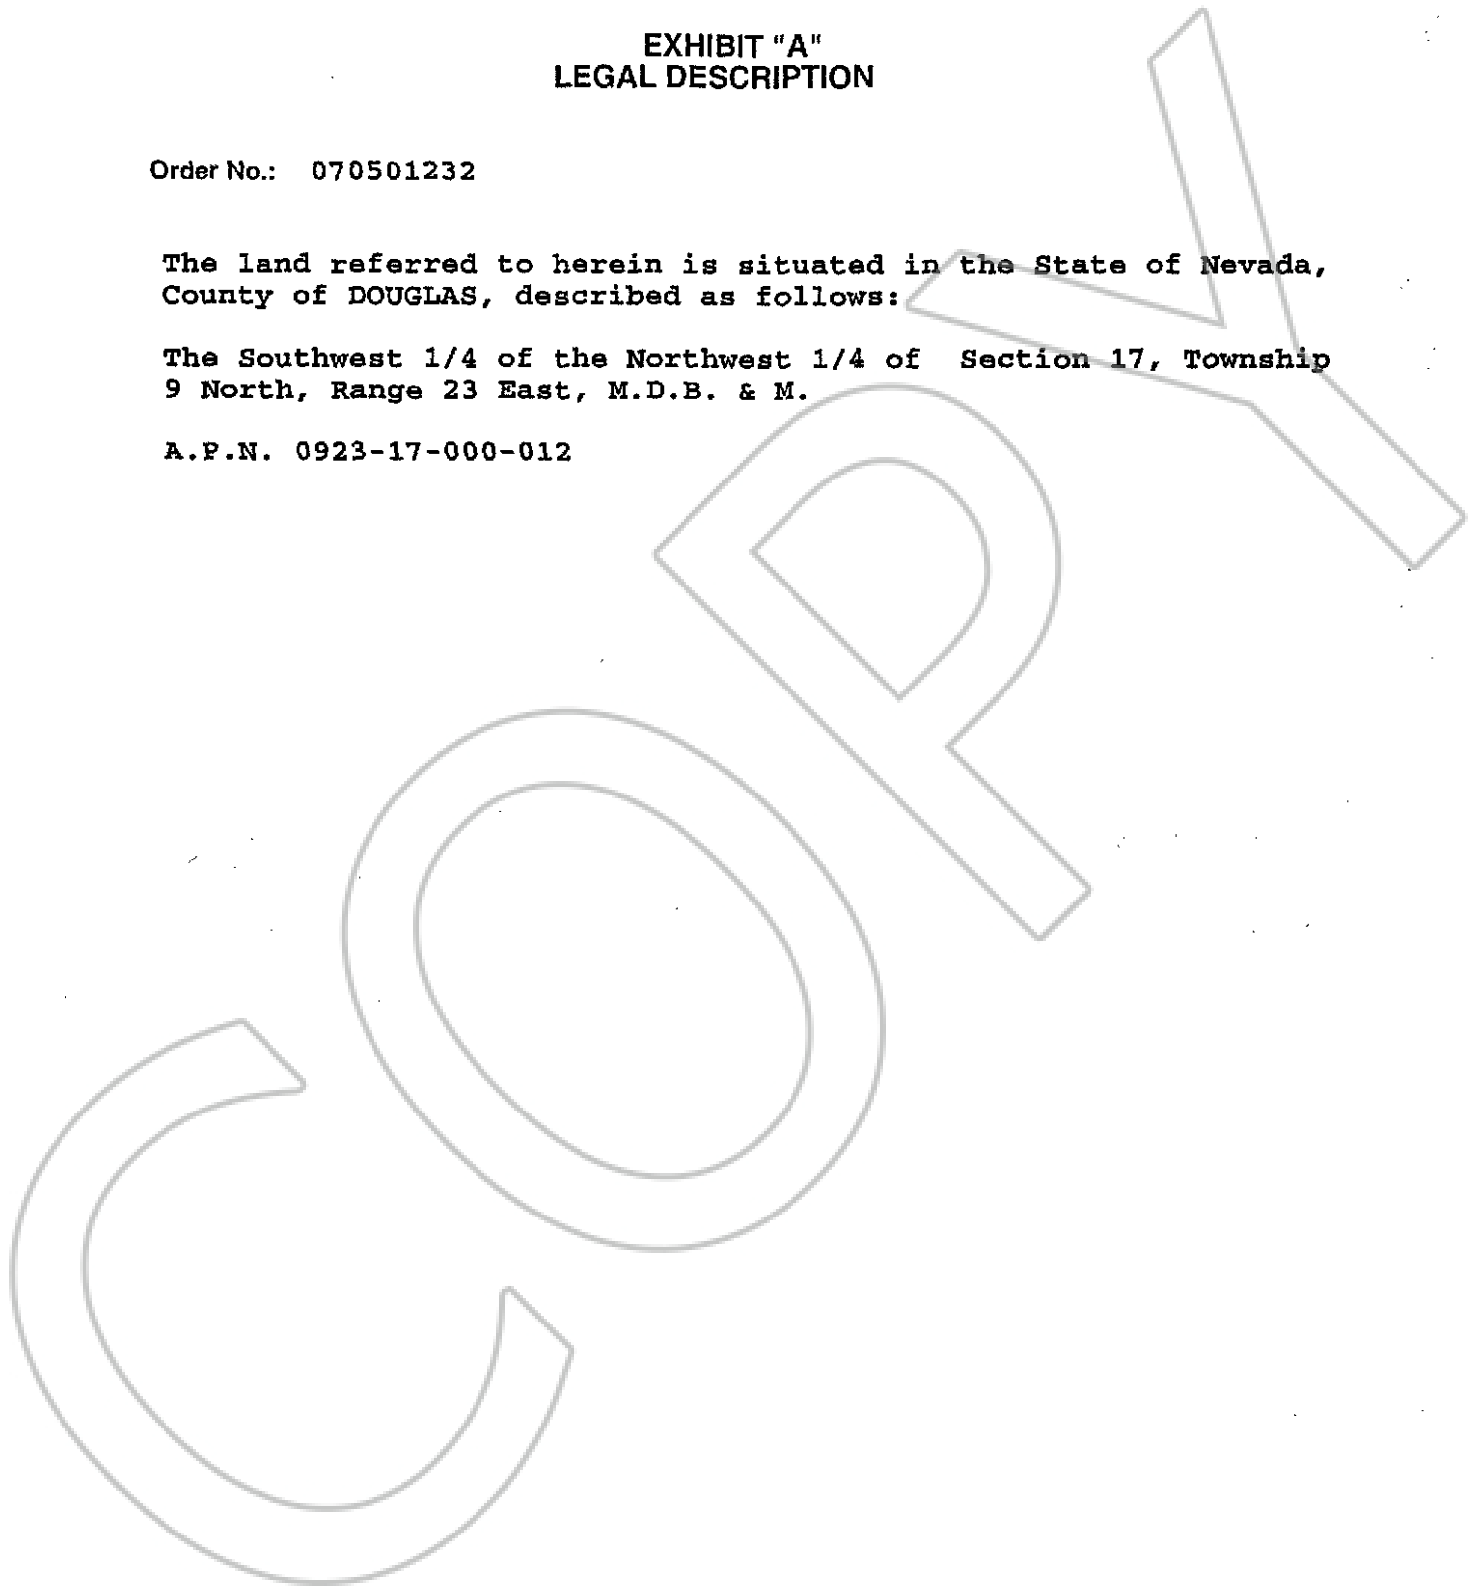 EXHIBIT "A"
LEGAL DESCRIPTION
Order No.: 070501232
The land referred to herein is situated in the State of Nevada,
County of DOUGLAS, described as follows:
The Southwest 1/4 of the Northwest 1/4 of Section 17, Township
9 North, Range 23 East, M.D.B. & M.
A.P.N. 0923-17-000-012
COPY